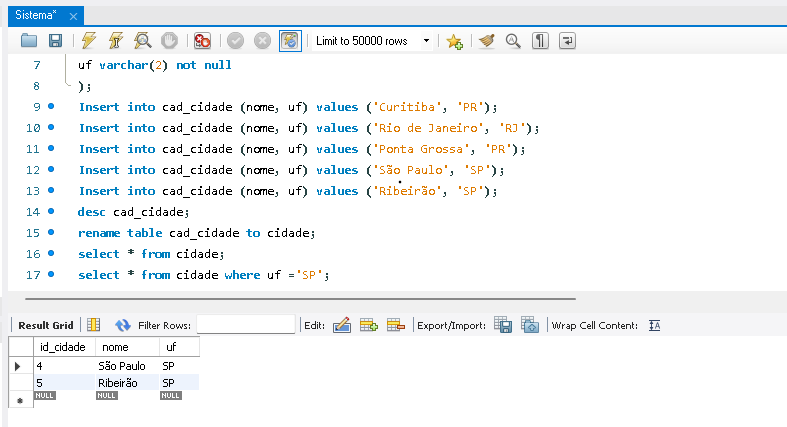 Sistema* ×
Limit to 50000 rows
7 uf varchar(2) not null
8 );
9 Insert into cad_cidade (nome, uf) values ('Curitiba', 'PR');
10 Insert into cad_cidade (nome, uf) values ('Rio de Janeiro', 'RJ');
11 Insert into cad_cidade (nome, uf) values ('Ponta Grossa', 'PR');
12 Insert into cad_cidade (nome, uf) values ('São Paulo', 'SP');
13 Insert into cad_cidade (nome, uf) values ('Ribeirão', 'SP');
14 desc cad_cidade;
15 rename table cad_cidade to cidade;
16 select * from cidade;
17 select * from cidade where uf ='SP';
Result Grid Filter Rows: Edit: Export/Import: Wrap Cell Content: IA
id_cidade nome uf
4 São Paulo SP
5 Ribeirão SP
* NULL NULL NULL